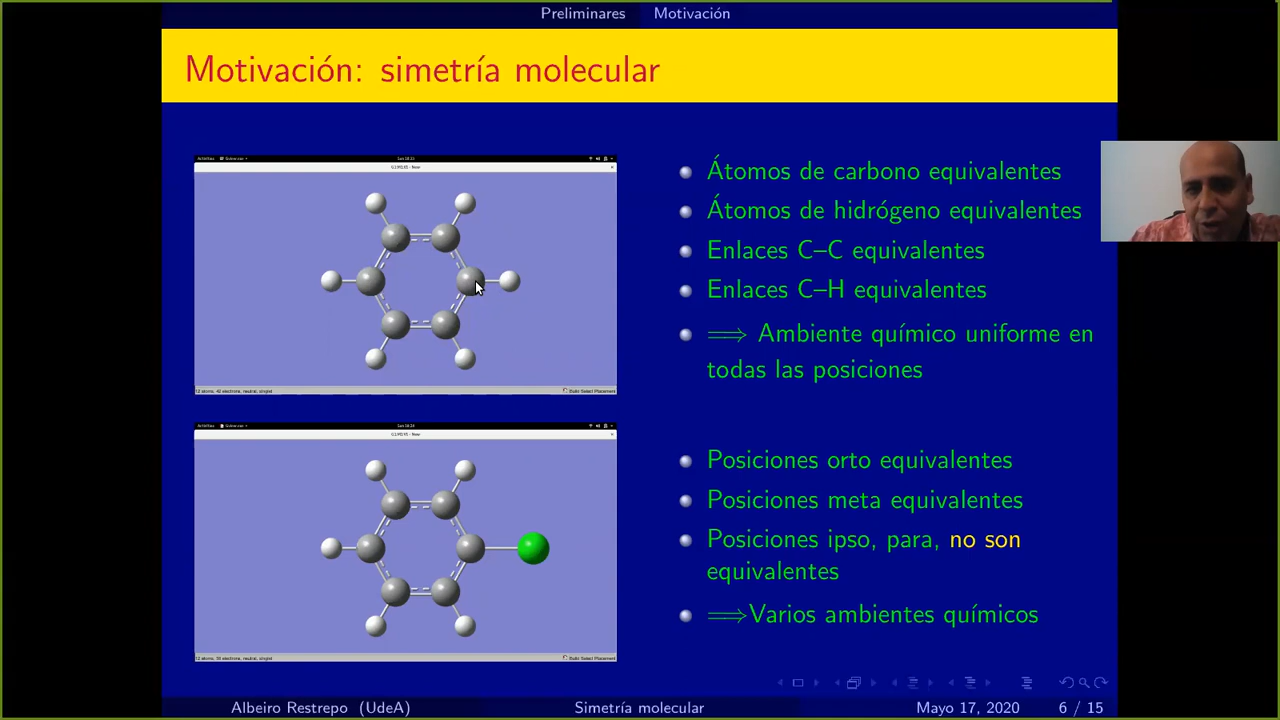 Preliminares Motivación
Motivación: simetría molecular
Átomos de carbono equivalentes
Átomos de hidrógeno equivalentes
Enlaces C–C equivalentes
Enlaces C–H equivalentes
⟹ Ambiente químico uniforme en
todas las posiciones
Posiciones orto equivalentes
Posiciones meta equivalentes
Posiciones ipso, para, no son
equivalentes
⟹Varios ambientes químicos
Albeiro Restrepo (UdeA) Simetría molecular Mayo 17, 2020 6 / 15